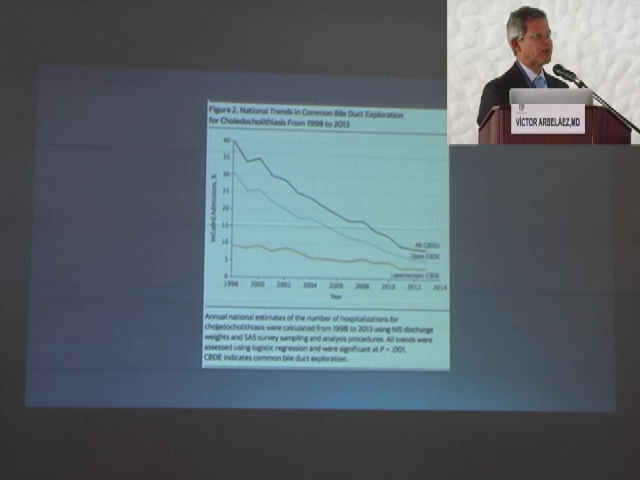 Figure 2. National Trends in Common Bile Duct Exploration
for Choledocholithiasis From 1998 to 2013
Included Admissions, %
40
35
30
25
20
15
10
5
0
All CBDEs
Open CBDE
Laparoscopic CBDE
1998 2000 2002 2004 2006 2008 2010 2012 2014
Year
Annual national estimates of the number of hospitalizations for
choledocholithiasis were calculated from 1998 to 2013 using NIS discharge
weights and SAS survey sampling and analysis procedures. All trends were
assessed using logistic regression and were significant at P < .001.
CBDE indicates common bile duct exploration.
VÍCTOR ARBELÁEZ,MD